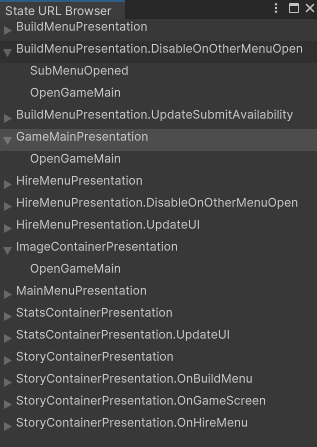 State URL Browser
BuildMenuPresentation
BuildMenuPresentation.DisableOnOtherMenuOpen
SubMenuOpened
OpenGameMain
BuildMenuPresentation.UpdateSubmitAvailability
GameMainPresentation
OpenGameMain
HireMenuPresentation
HireMenuPresentation.DisableOnOtherMenuOpen
HireMenuPresentation.UpdateUI
ImageContainerPresentation
OpenGameMain
MainMenuPresentation
StatsContainerPresentation
StatsContainerPresentation.UpdateUI
StoryContainerPresentation
StoryContainerPresentation.OnBuildMenu
StoryContainerPresentation.OnGameScreen
StoryContainerPresentation.OnHireMenu